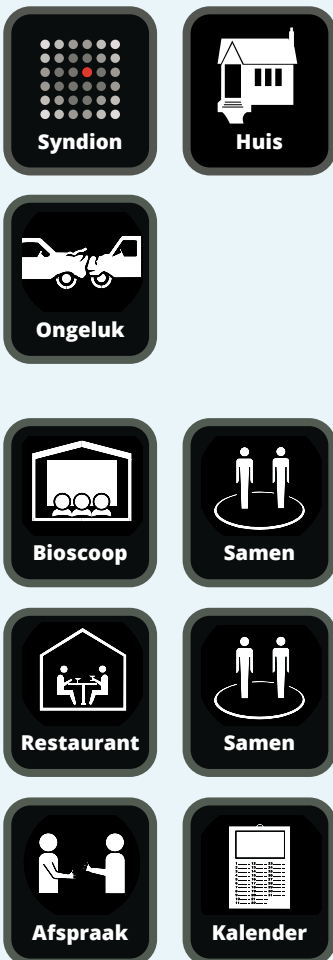 Syndion
Huis
Ongeluk
Bioscoop
Samen
Restaurant
Samen
Afspraak
Kalender